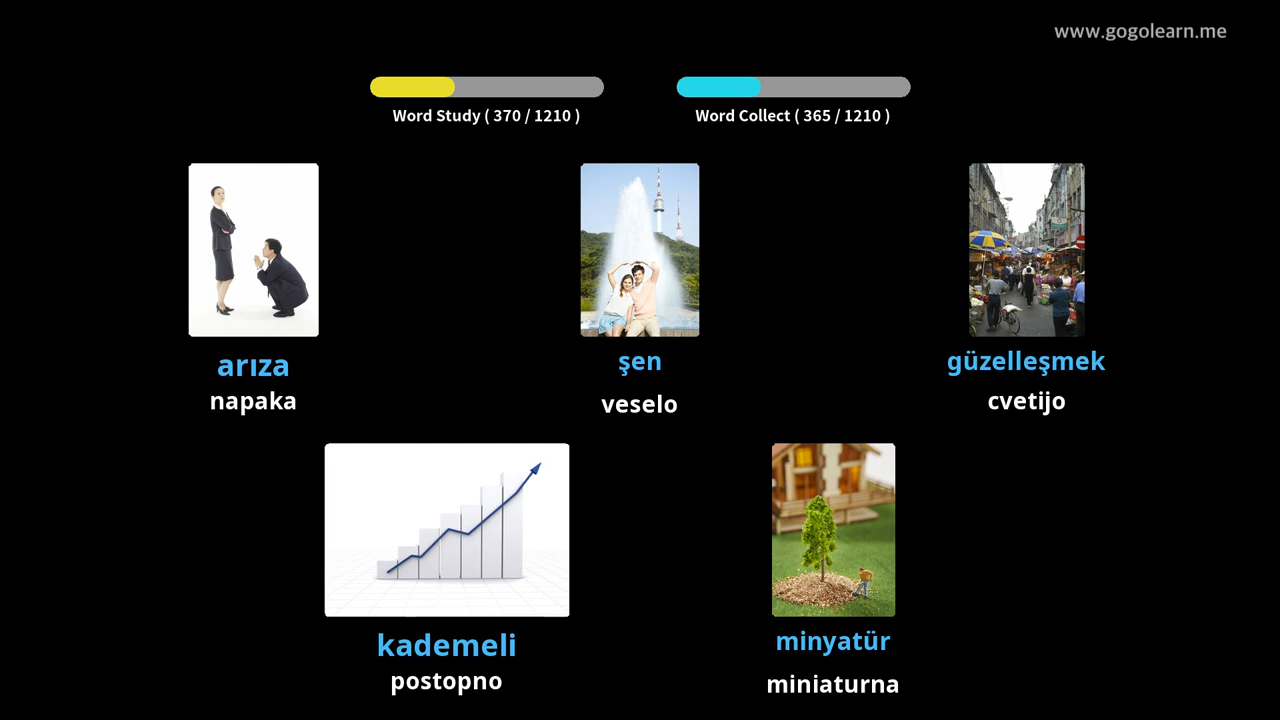 www.gogolearn.me
Word Study ( 370 / 1210 )
Word Collect ( 365 / 1210 )
arıza
napaka
şen
veselo
güzelleşmek
cvetijo
kademeli
postopno
minyatür
miniaturna